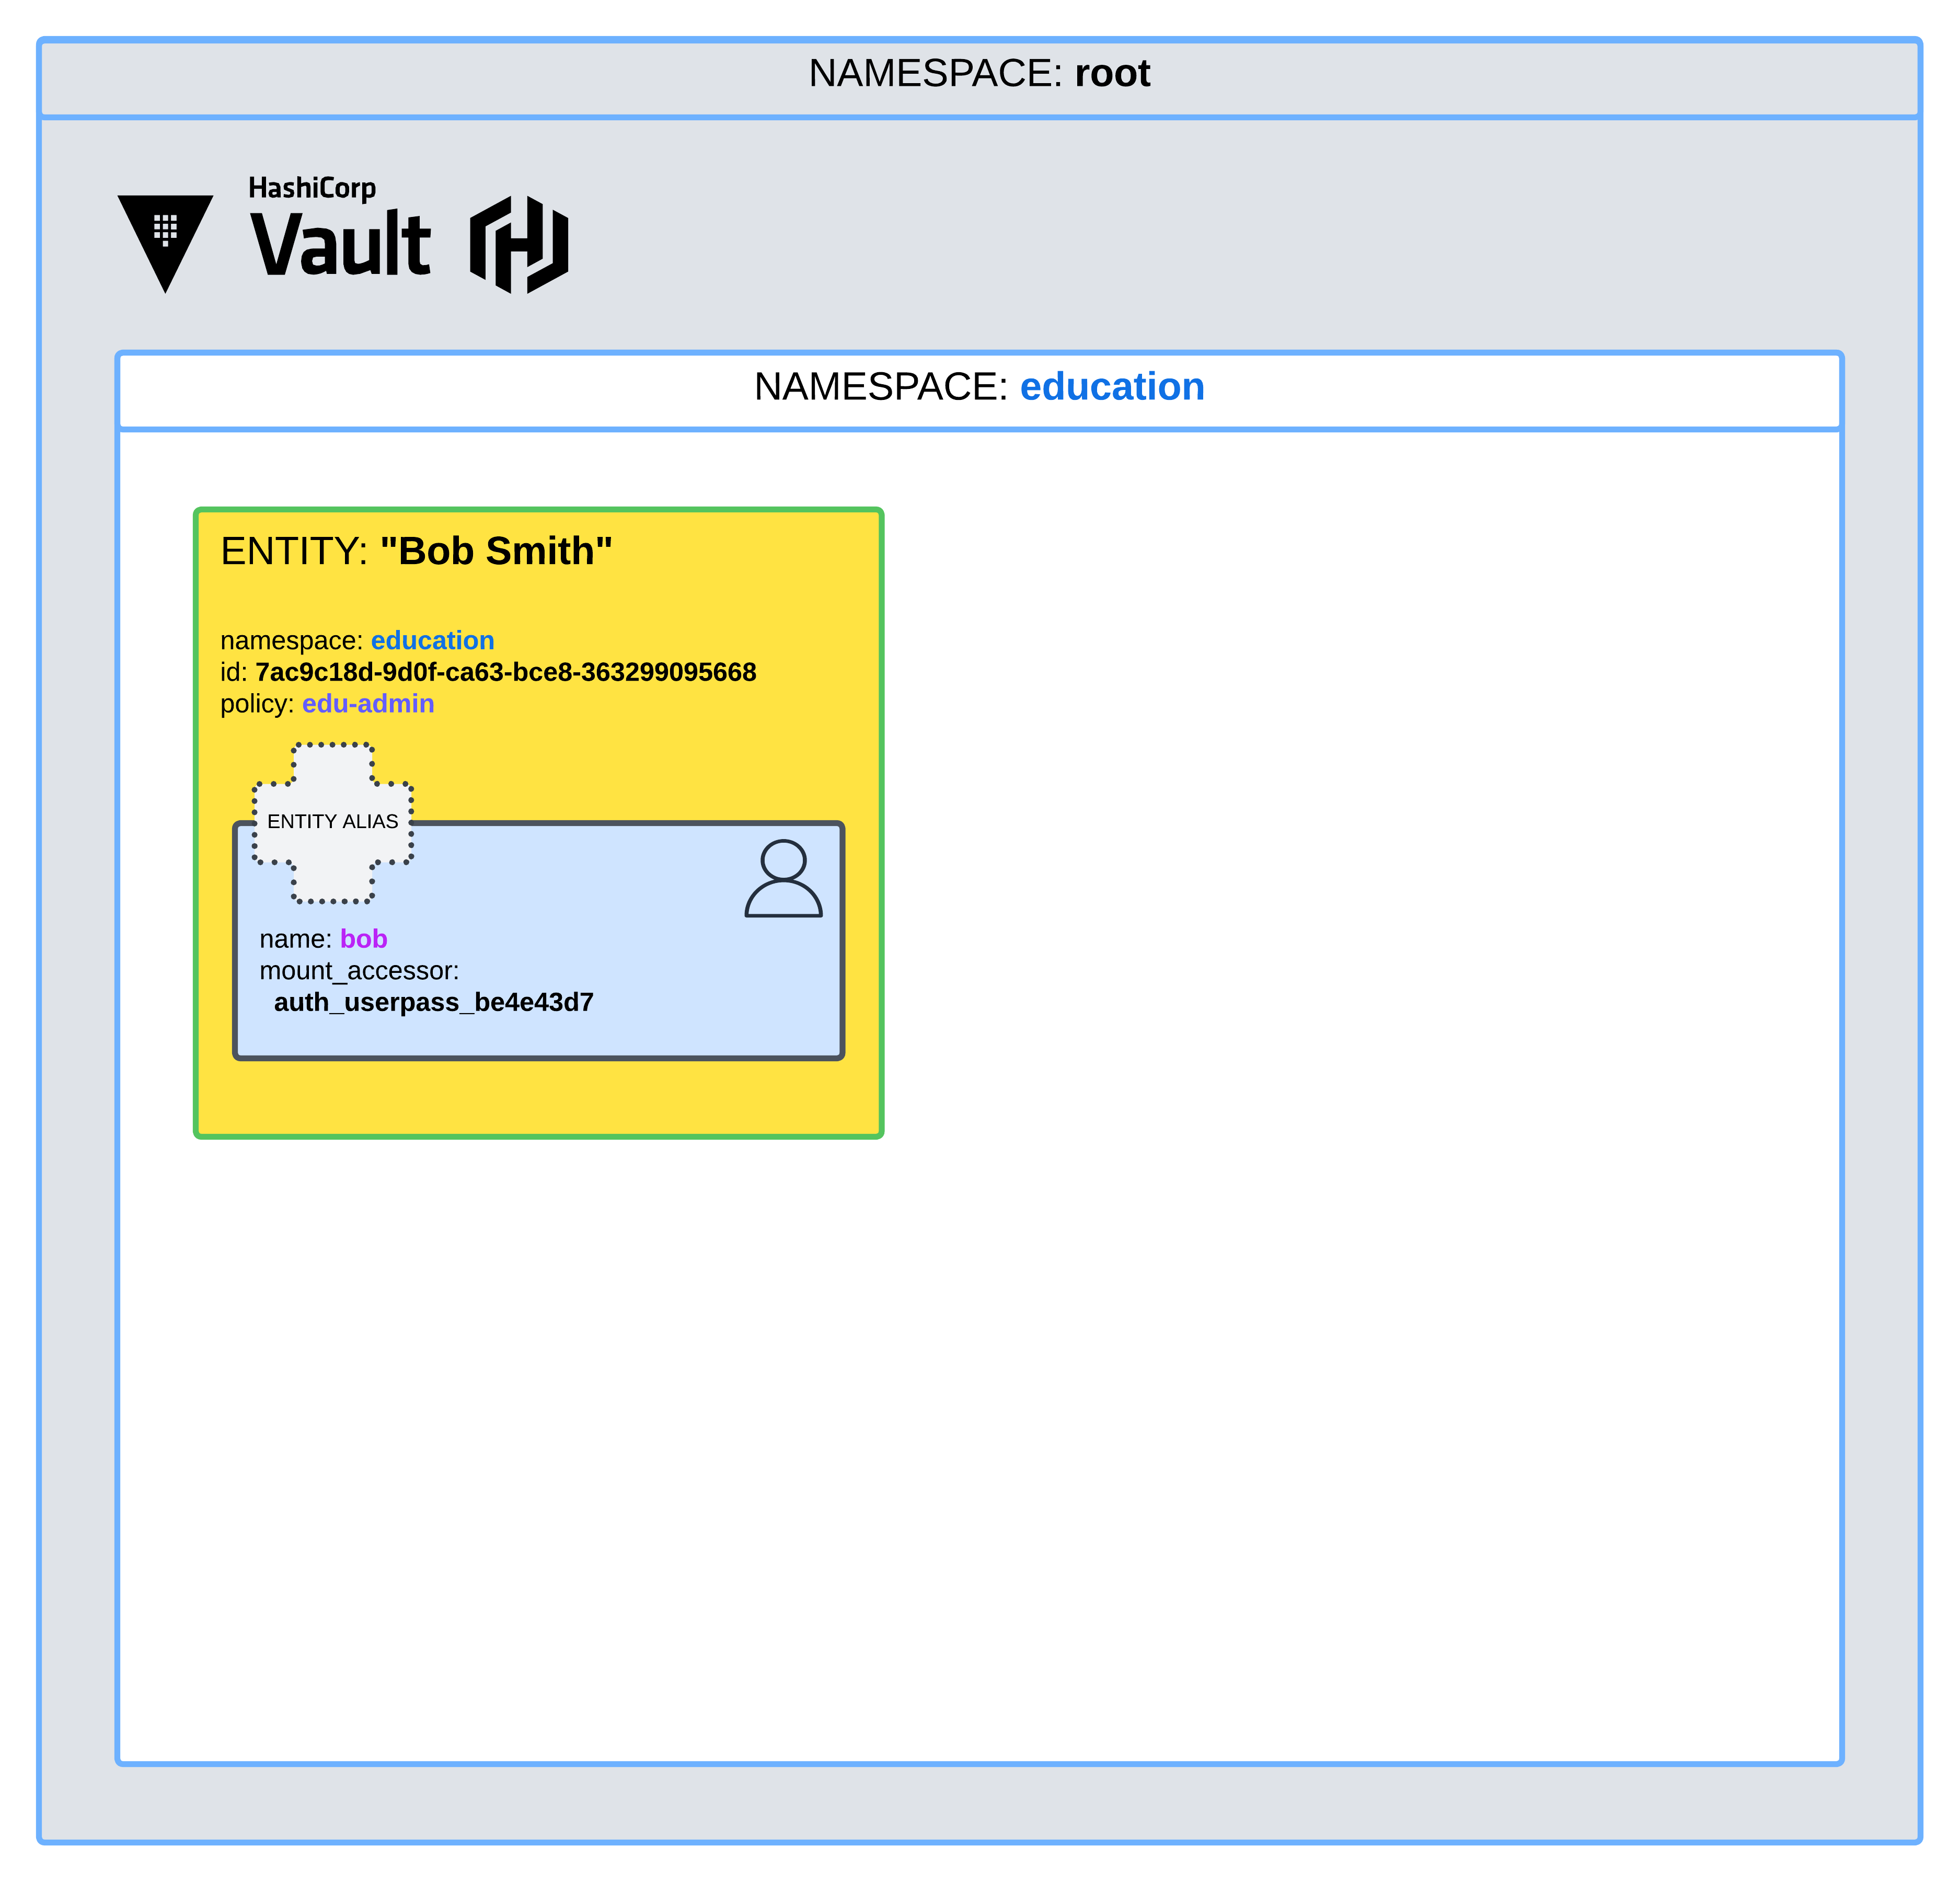 NAMESPACE: root
HashiCorp
Vault
NAMESPACE: education
ENTITY: "Bob Smith"
namespace: education
id: 7ac9c18d-9d0f-ca63-bce8-363299095668
policy: edu-admin
ENTITY ALIAS
name: bob
mount_accessor:
auth_userpass_be4e43d7